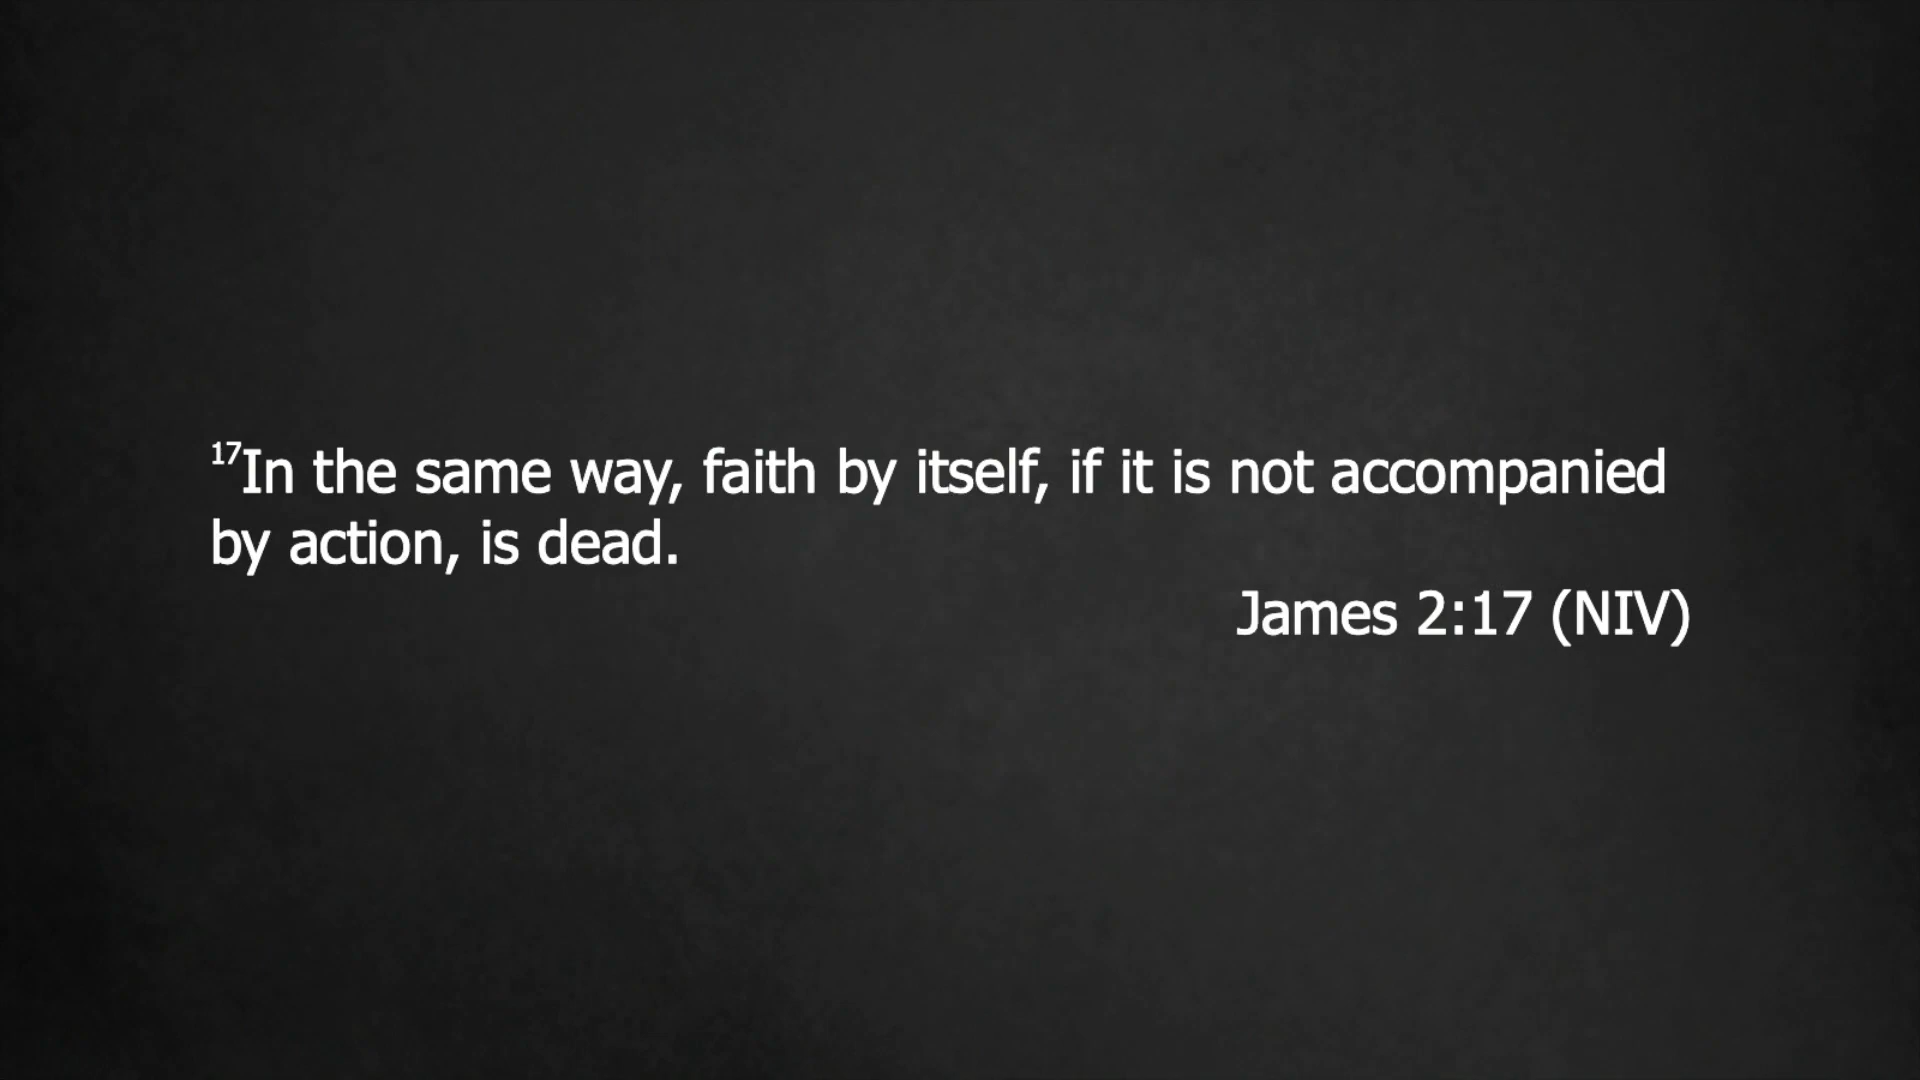 17In the same way, faith by itself, if it is not accompanied
by action, is dead.
James 2:17 (NIV)